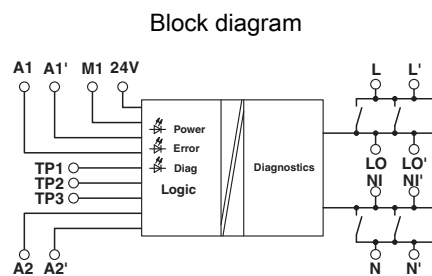 Block diagram
A1 A1' M1 24V
L L'
Power
Error
Diag
Logic
Diagnostics
TP1
TP2
TP3
LO LO'
NI NI'
A2 A2'
N N'